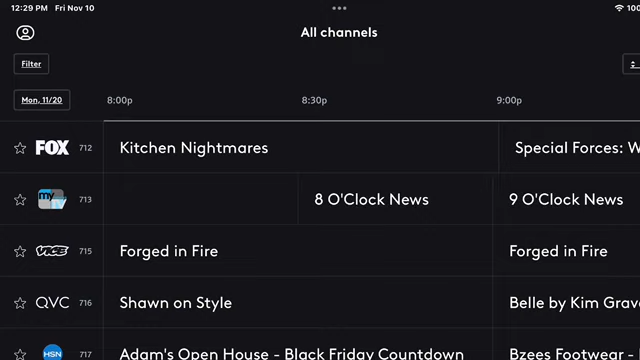 12:29 PM Fri Nov 10
100
All channels
Filter
Mon, 11/20
8:00p 8:30p 9:00p
FOX 712 Kitchen Nightmares Special Forces: W
my tv 713 8 O'Clock News 9 O'Clock News
VICE 715 Forged in Fire Forged in Fire
QVC 716 Shawn on Style Belle by Kim Grav
HSN 717 Adam's Open House - Black Friday Countdown Bzees Footwear -